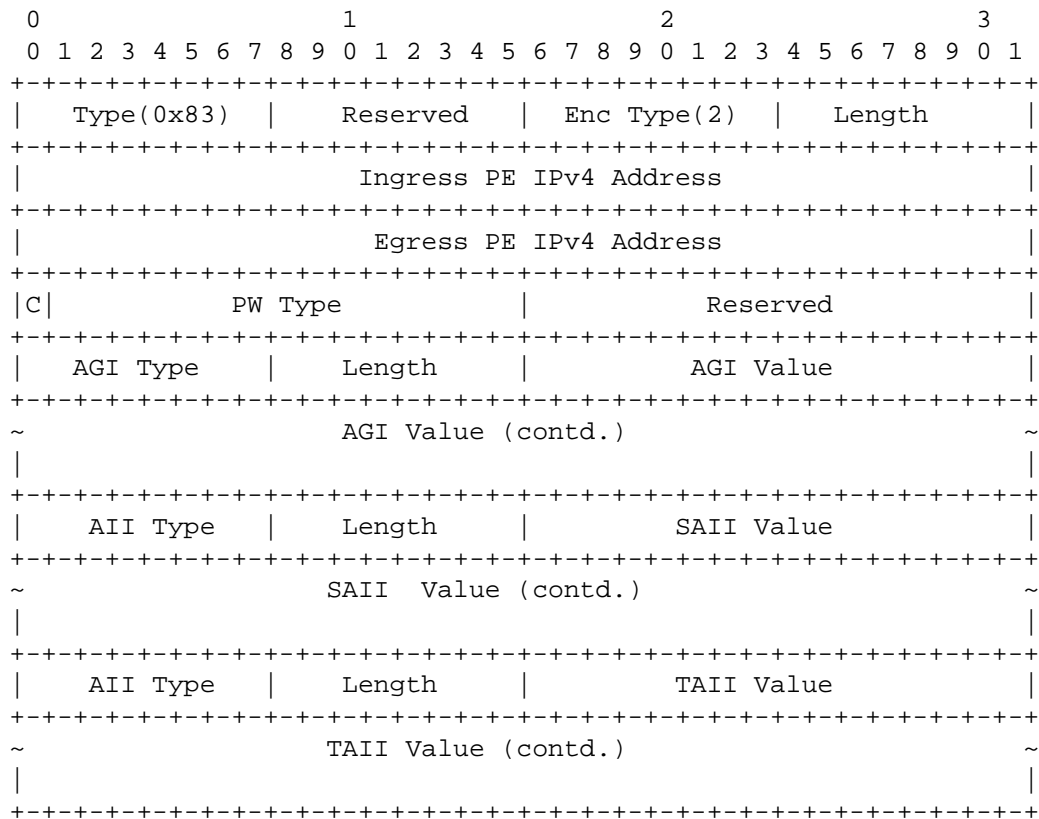 0                   1                   2                   3
 0 1 2 3 4 5 6 7 8 9 0 1 2 3 4 5 6 7 8 9 0 1 2 3 4 5 6 7 8 9 0 1
+-+-+-+-+-+-+-+-+-+-+-+-+-+-+-+-+-+-+-+-+-+-+-+-+-+-+-+-+-+-+-+-+
|   Type(0x83)  |    Reserved   |  Enc Type(2)  |   Length      |
+-+-+-+-+-+-+-+-+-+-+-+-+-+-+-+-+-+-+-+-+-+-+-+-+-+-+-+-+-+-+-+-+
|                     Ingress PE IPv4 Address                   |
+-+-+-+-+-+-+-+-+-+-+-+-+-+-+-+-+-+-+-+-+-+-+-+-+-+-+-+-+-+-+-+-+
|                      Egress PE IPv4 Address                   |
+-+-+-+-+-+-+-+-+-+-+-+-+-+-+-+-+-+-+-+-+-+-+-+-+-+-+-+-+-+-+-+-+
|C|           PW Type           |           Reserved            |
+-+-+-+-+-+-+-+-+-+-+-+-+-+-+-+-+-+-+-+-+-+-+-+-+-+-+-+-+-+-+-+-+
|   AGI Type    |    Length     |          AGI Value            |
+-+-+-+-+-+-+-+-+-+-+-+-+-+-+-+-+-+-+-+-+-+-+-+-+-+-+-+-+-+-+-+-+
~                    AGI Value (contd.)                         ~
|                                                               |
+-+-+-+-+-+-+-+-+-+-+-+-+-+-+-+-+-+-+-+-+-+-+-+-+-+-+-+-+-+-+-+-+
|    AII Type   |    Length     |         SAII Value            |
+-+-+-+-+-+-+-+-+-+-+-+-+-+-+-+-+-+-+-+-+-+-+-+-+-+-+-+-+-+-+-+-+
~                   SAII  Value (contd.)                        ~
|                                                               |
+-+-+-+-+-+-+-+-+-+-+-+-+-+-+-+-+-+-+-+-+-+-+-+-+-+-+-+-+-+-+-+-+
|    AII Type   |    Length     |         TAII Value            |
+-+-+-+-+-+-+-+-+-+-+-+-+-+-+-+-+-+-+-+-+-+-+-+-+-+-+-+-+-+-+-+-+
~                   TAII Value (contd.)                         ~
|                                                               |
+-+-+-+-+-+-+-+-+-+-+-+-+-+-+-+-+-+-+-+-+-+-+-+-+-+-+-+-+-+-+-+-+